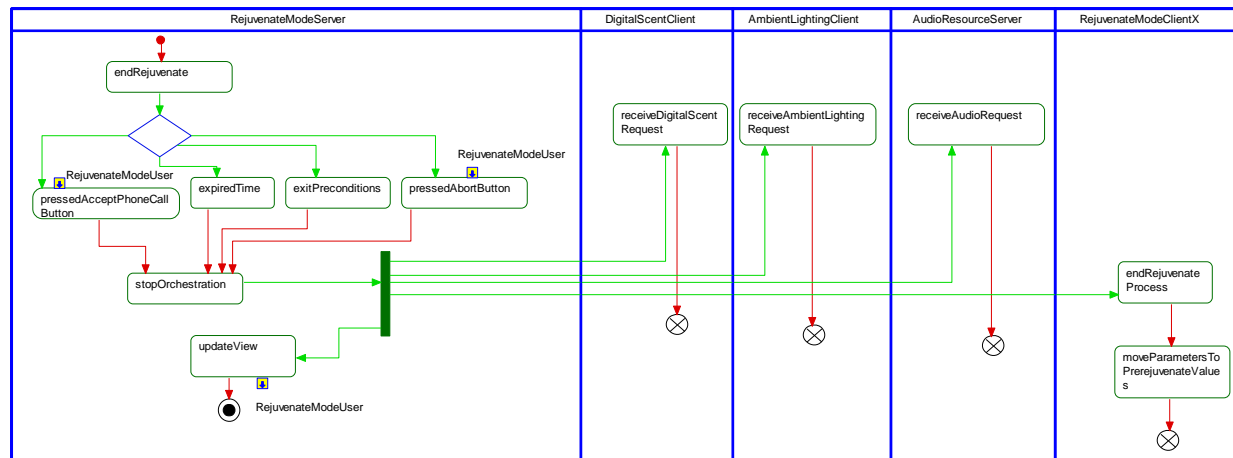 RejuvenateModeServer
DigitalScentClient
AmbientLightingClient
AudioResourceServer
RejuvenateModeClientX
endRejuvenate
receiveDigitalScent
Request
receiveAmbientLighting
Request
receiveAudioRequest
RejuvenateModeUser
RejuvenateModeUser
pressedAcceptPhoneCall
Button
expiredTime
exitPreconditions
pressedAbortButton
stopOrchestration
endRejuvenate
Process
updateView
moveParametersTo
PrerejuvenateValue
s
RejuvenateModeUser